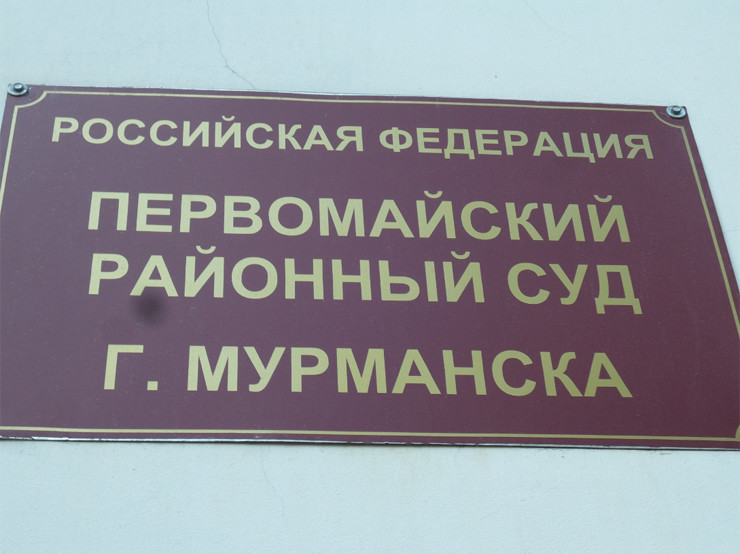 РОССИЙСКАЯ ФЕДЕРАЦИЯ
ПЕРВОМАЙСКИЙ
РАЙОННЫЙ СУД
Г. МУРМАНСКА